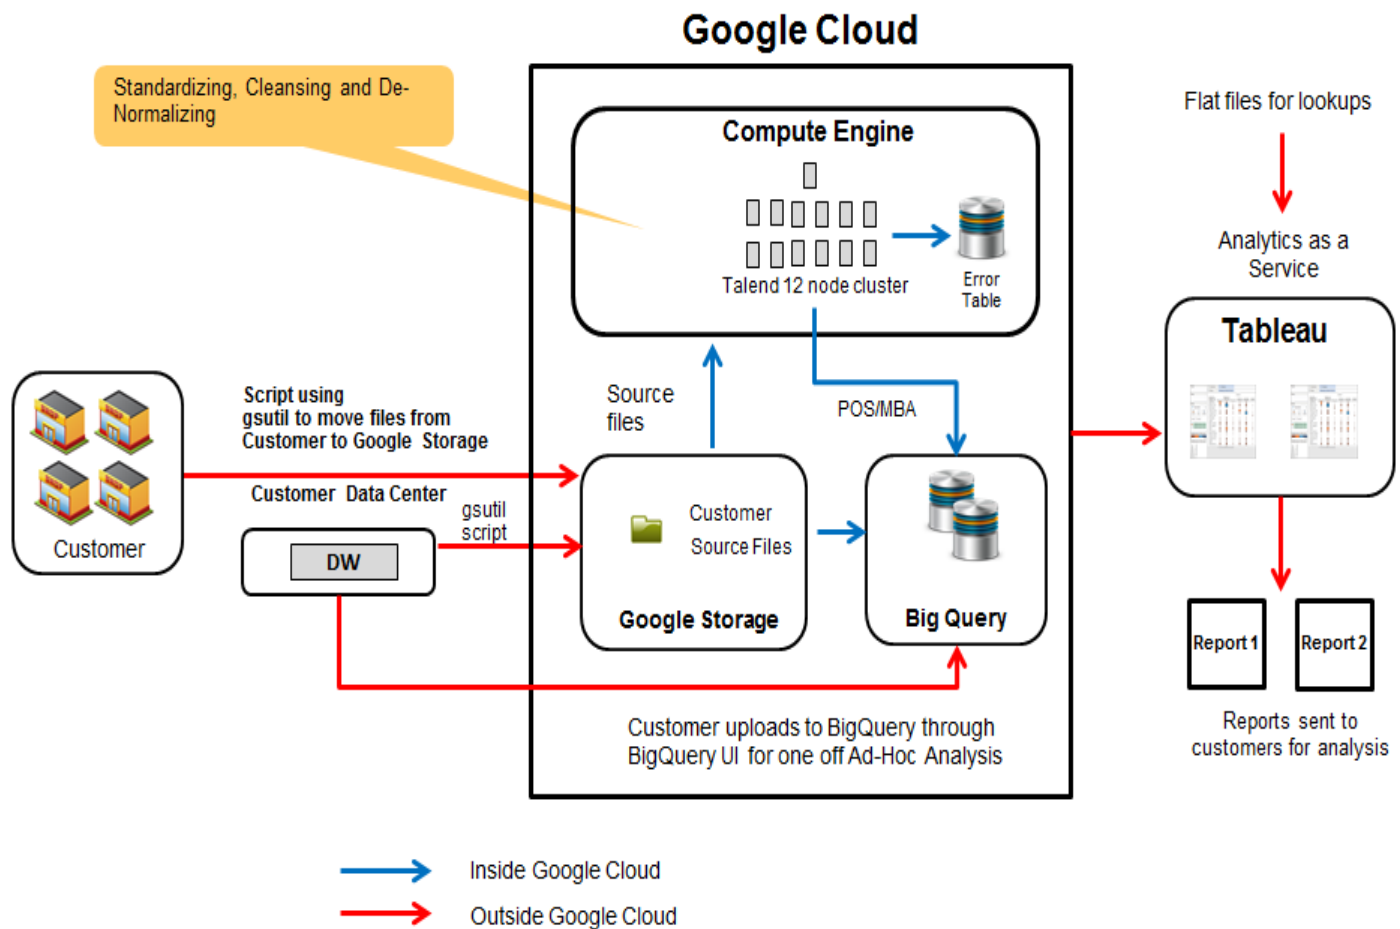 Google Cloud
Standardizing, Cleansing and De-
Normalizing
Compute Engine
Talend 12 node cluster
Error
Table
Flat files for lookups
Analytics as a
Service
Tableau
Customer
Script using
gsutil to move files from
Customer to Google Storage
Customer Data Center
gsutil
script
DW
Source
files
POS/MBA
Customer
Source Files
Google Storage
Big Query
Customer uploads to BigQuery through
BigQuery UI for one off Ad-Hoc Analysis
Report 1
Report 2
Reports sent to
customers for analysis
Inside Google Cloud
Outside Google Cloud